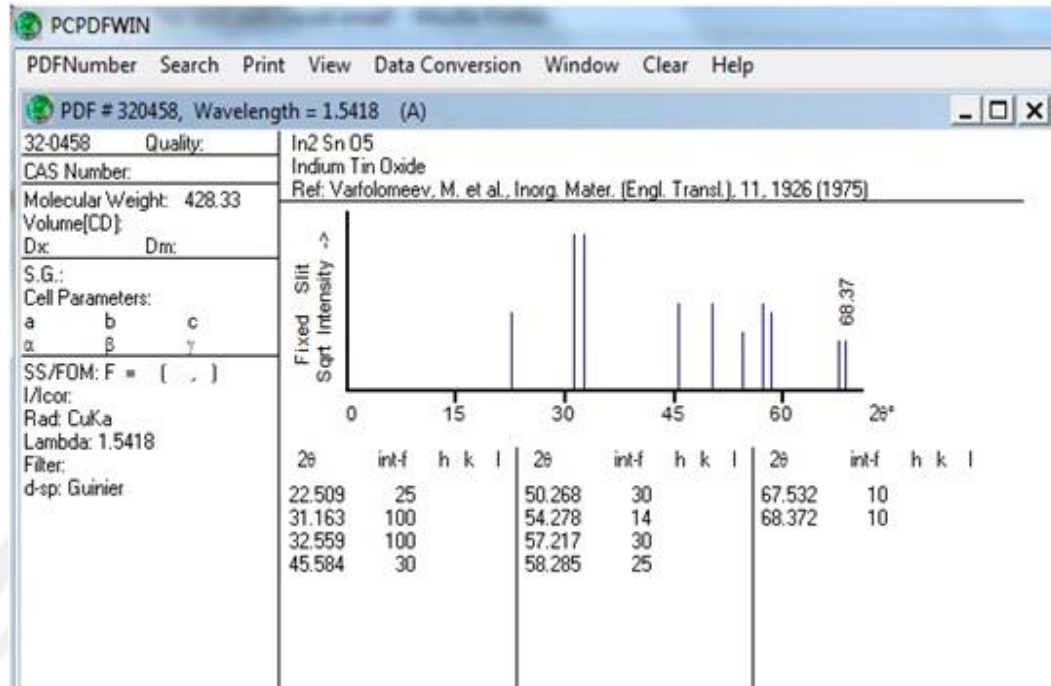 PCPDFWIN
PDFNumber Search Print View Data Conversion Window Clear Help
PDF # 320458, Wavelength = 1.5418 (A)
32-0458 Quality:
CAS Number:
Molecular Weight: 428.33
Volume[CD]:
Dx: Dm:
S.G.:
Cell Parameters:
a b c
α β γ
SS/FOM: F = ( , )
I/Icor:
Rad: CuKa
Lambda: 1.5418
Filter:
d-sp: Guinier
In2 Sn O5
Indium Tin Oxide
Ref: Varfolomeev, M. et al., Inorg. Mater. (Engl. Transl.), 11, 1926 (1975)
Fixed Slit
Sqrt Intensity ->
68.37
0 15 30 45 60 2θ°
2θ int-f h k l 2θ int-f h k l 2θ int-f h k l
22.509 25 50.268 30 67.532 10
31.163 100 54.278 14 68.372 10
32.559 100 57.217 30
45.584 30 58.285 25